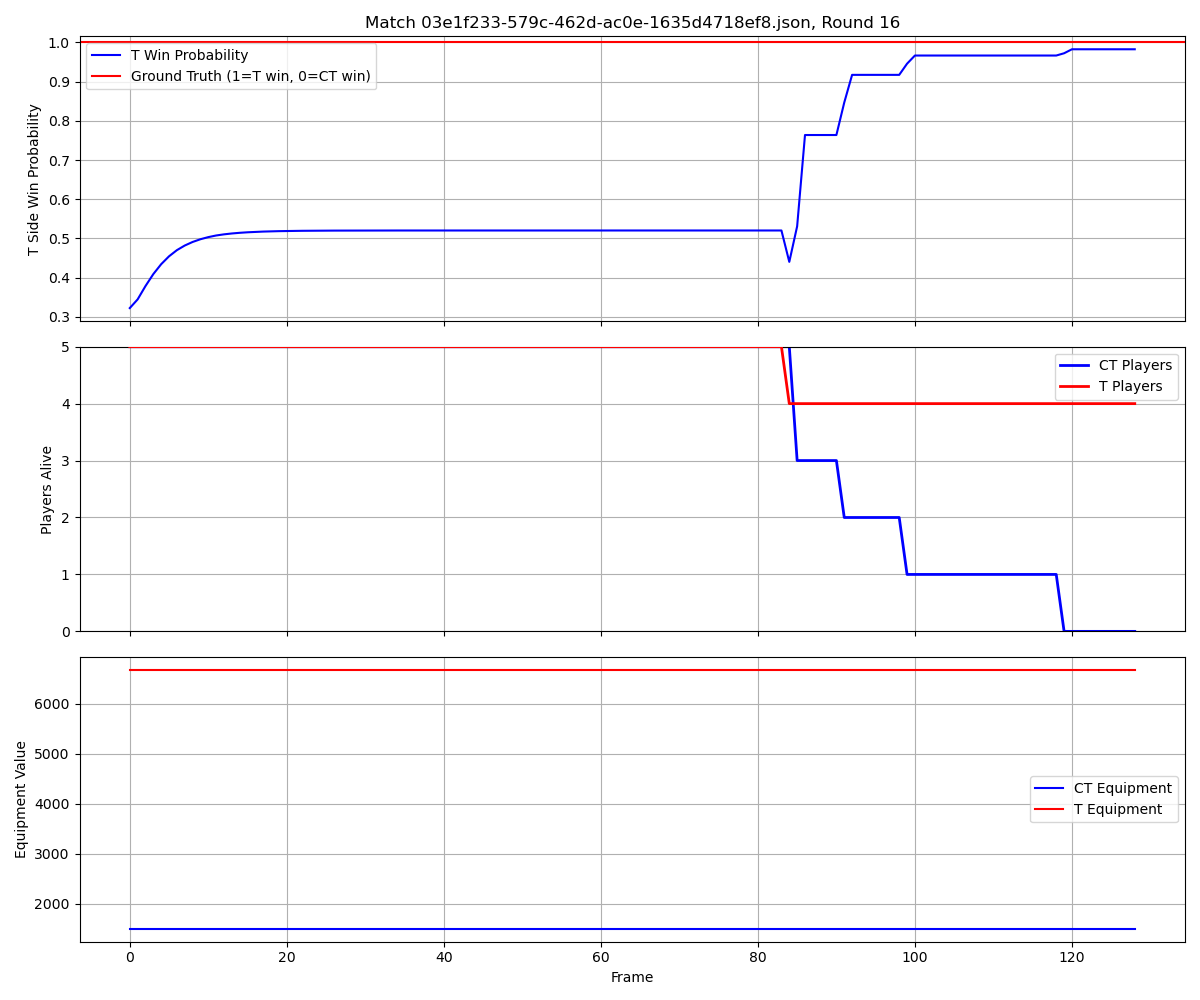 Match 03e1f233-579c-462d-ac0e-1635d4718ef8.json, Round 16
T Side Win Probability
1.0
0.9
0.8
0.7
0.6
0.5
0.4
0.3
T Win Probability
Ground Truth (1=T win, 0=CT win)
Players Alive
5
4
3
2
1
0
CT Players
T Players
Equipment Value
6000
5000
4000
3000
2000
CT Equipment
T Equipment
0 20 40 60 80 100 120
Frame